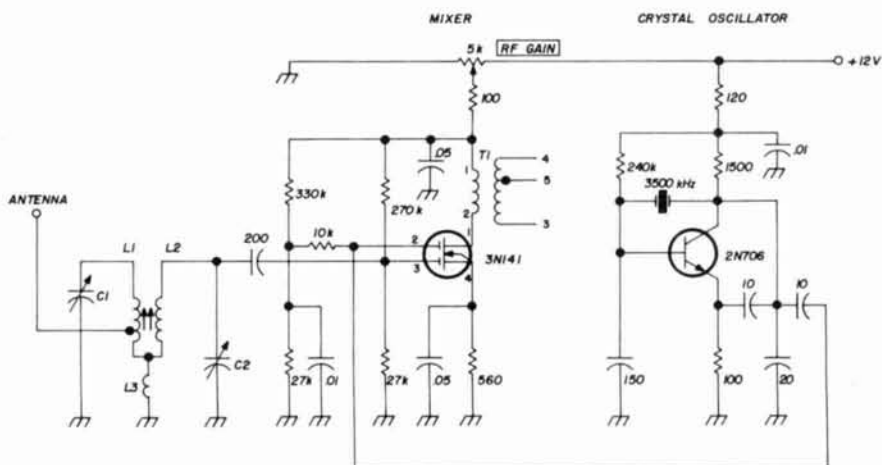 MIXER
CRYSTAL OSCILLATOR
5k RF GAIN
+12V
100
120
.05
T1
.01
1
4
240k
1500
330k
5
3500 kHz
ANTENNA
270k
2
3
L1
L2
200
10k
2
1
3N141
2N706
3
4
C1
10
10
C2
L3
27k
.01
27k
.05
560
150
100
20